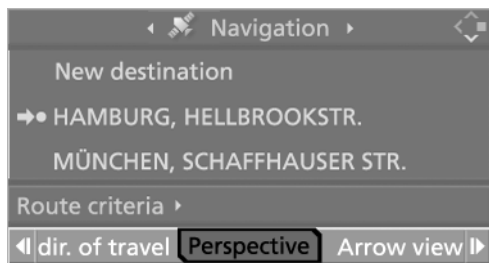 Navigation
New destination
HAMBURG, HELLBROOKSTR.
MÜNCHEN, SCHAFFHAUSER STR.
Route criteria
dir. of travel Perspective Arrow view